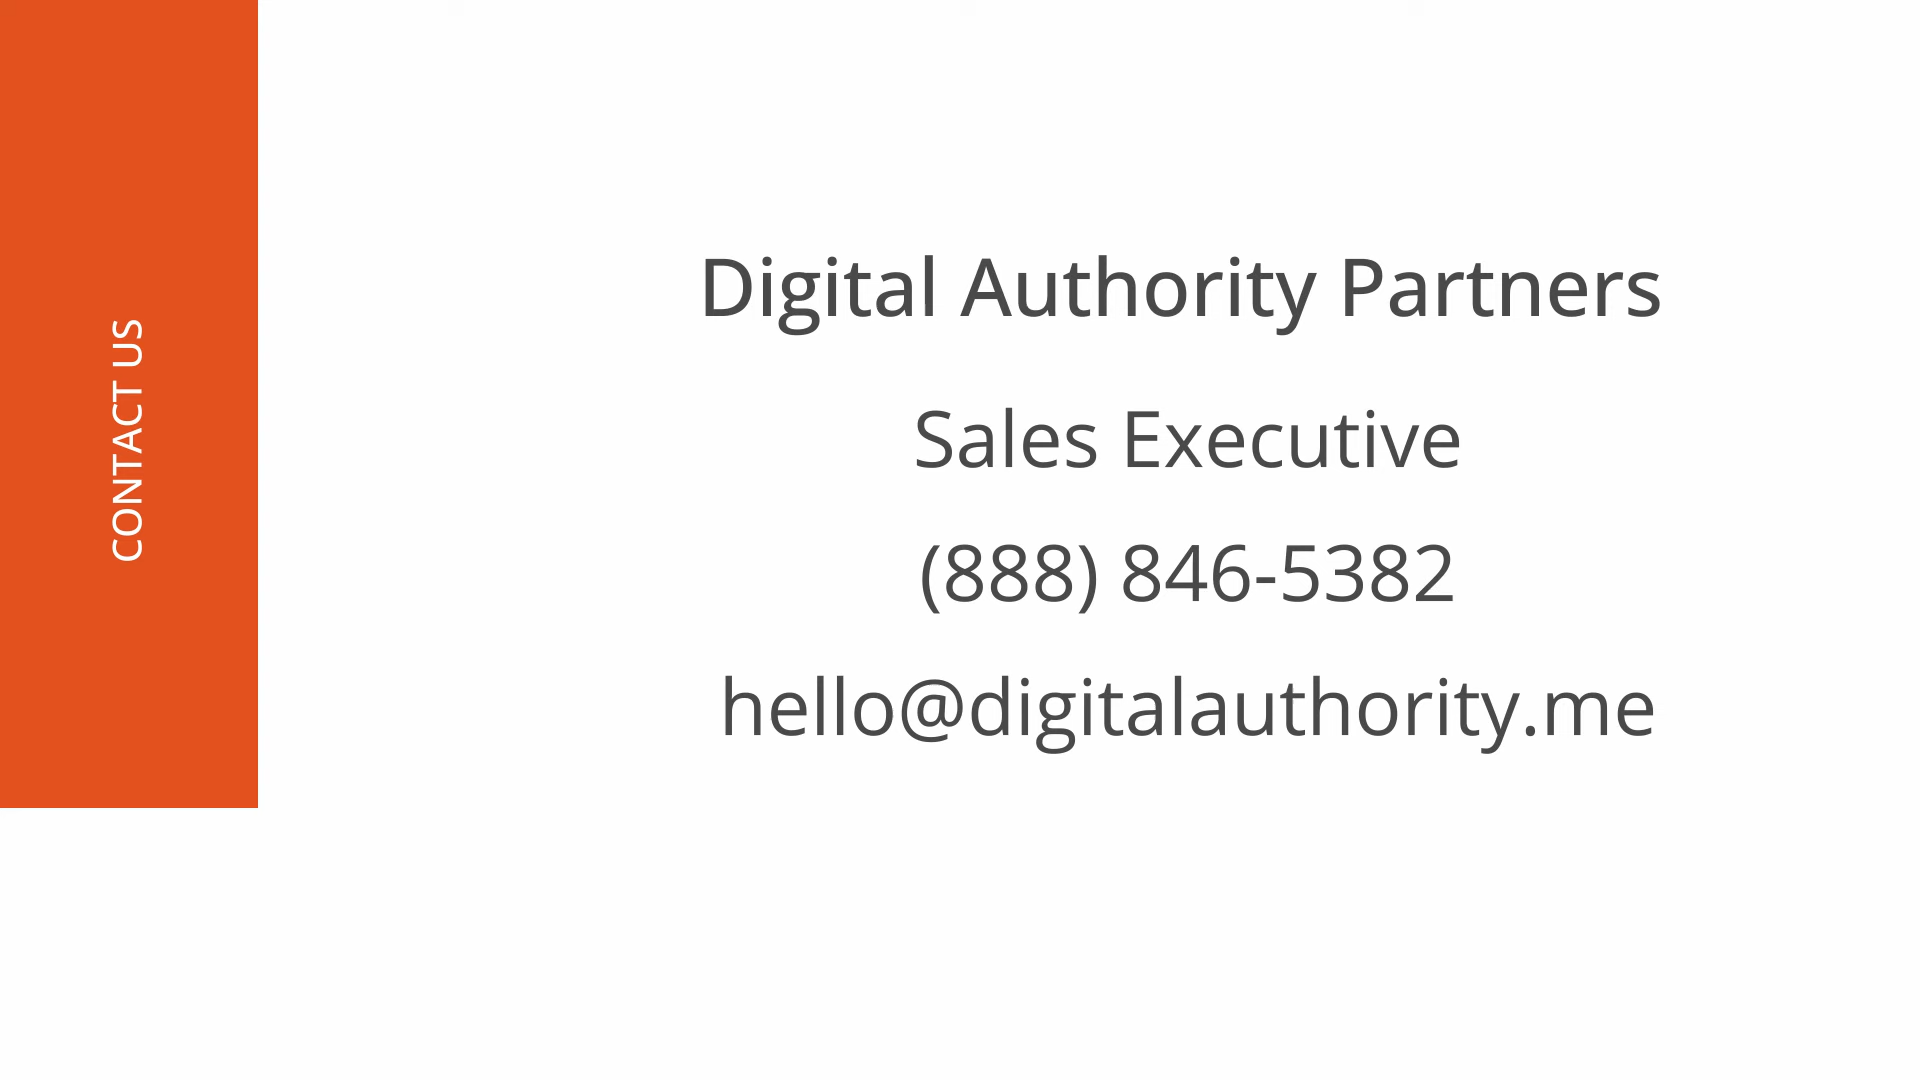 CONTACT US
Digital Authority Partners
Sales Executive
(888) 846-5382
hello@digitalauthority.me